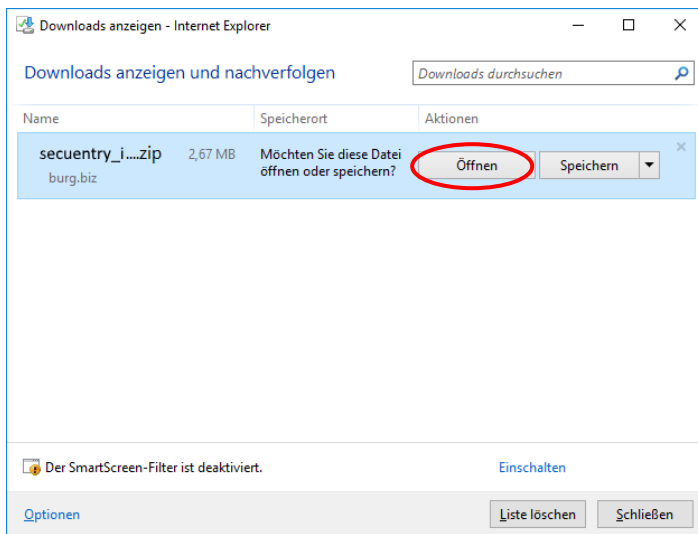 Downloads anzeigen - Internet Explorer
Downloads anzeigen und nachverfolgen
Downloads durchsuchen
Name Speicherort Aktionen
secuentry_i....zip 2,67 MB Möchten Sie diese Datei öffnen oder speichern? Öffnen Speichern
burg.biz
Der SmartScreen-Filter ist deaktiviert. Einschalten
Optionen Liste löschen Schließen